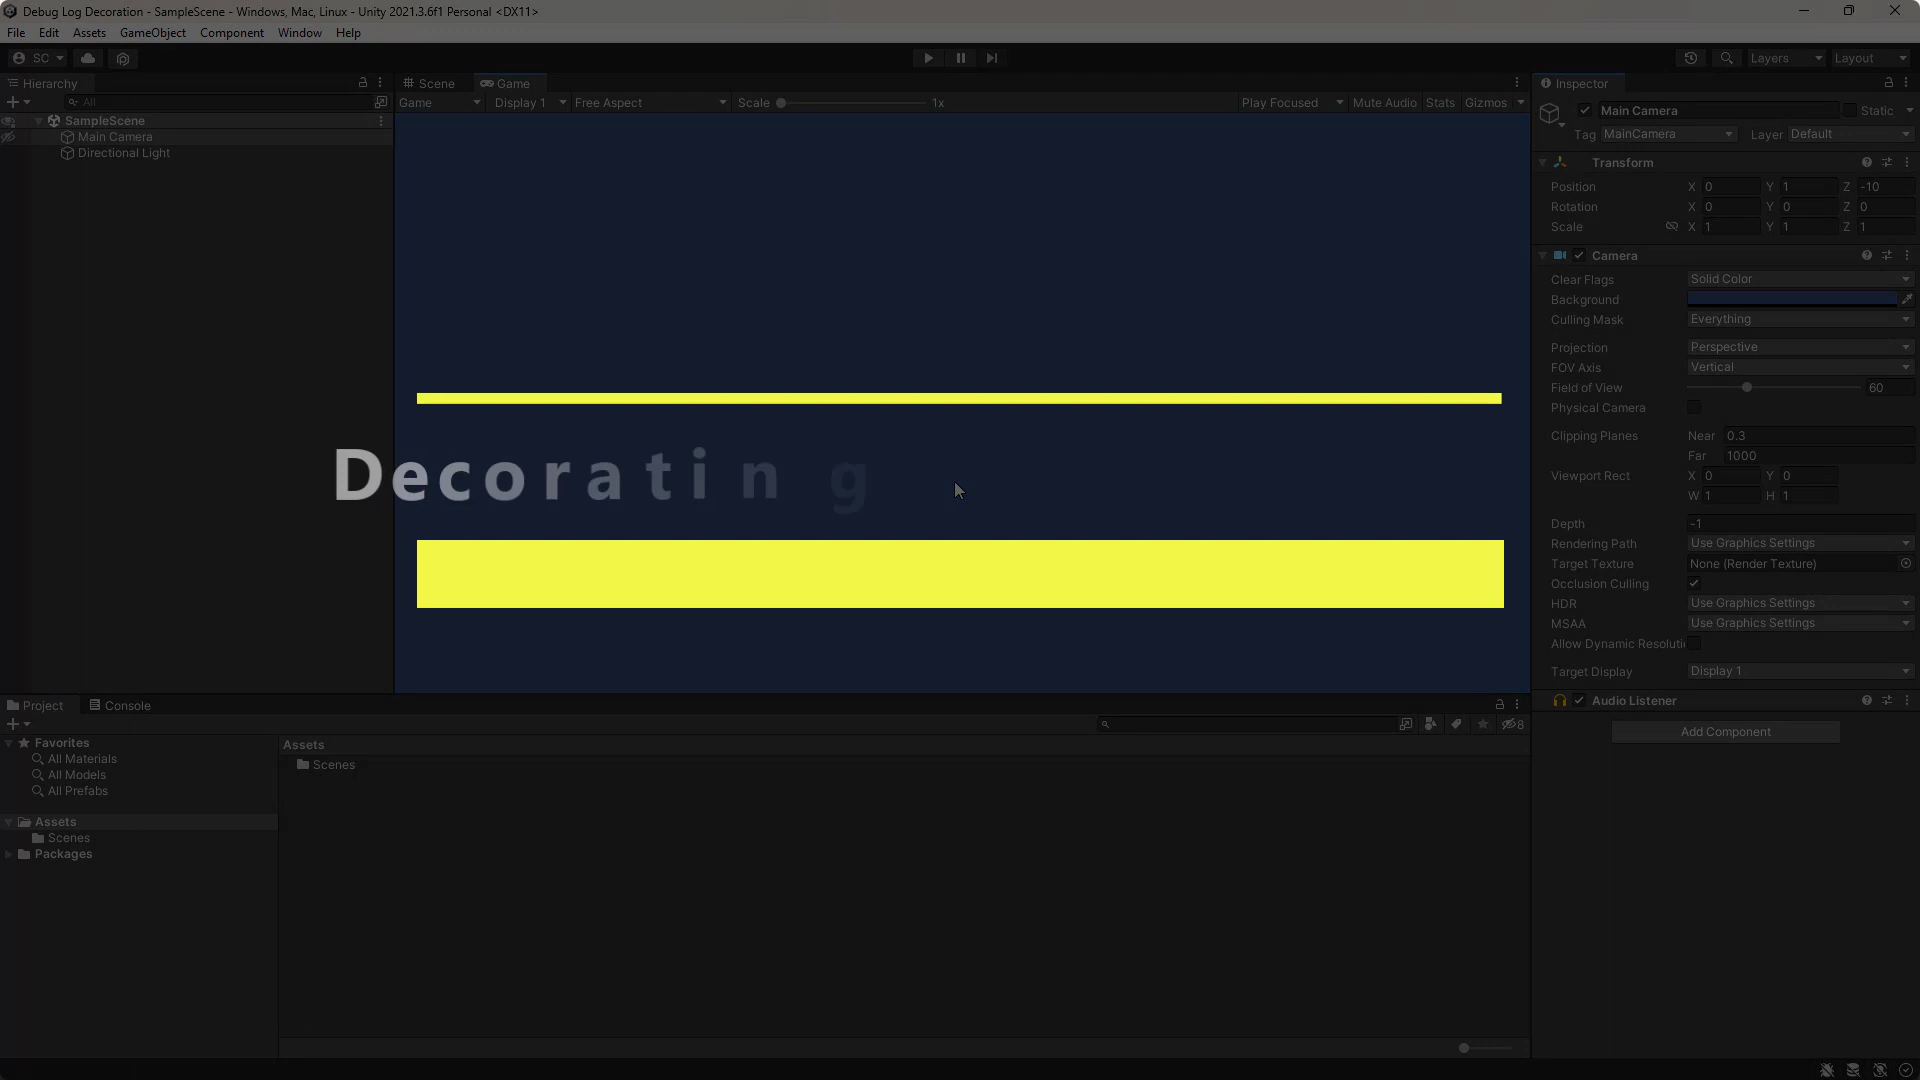 Debug Log Decoration - SampleScene - Windows, Mac, Linux - Unity 2021.3.6f1 Personal <DX11>
File Edit Assets GameObject Component Window Help
SC Layers Layout
Hierarchy Scene Game Inspector
All Game Display 1 Free Aspect Scale 1x Play Focused Mute Audio Stats Gizmos
Main Camera Static
SampleScene
Main Camera
Directional Light
Tag MainCamera Layer Default
Transform
Position X 0 Y 1 Z -10
Rotation X 0 Y 0 Z 0
Scale X 1 Y 1 Z 1
Camera
Clear Flags Solid Color
Background
Culling Mask Everything
Projection Perspective
FOV Axis Vertical
Field of View 60
Physical Camera
Clipping Planes Near 0.3
Far 1000
Viewport Rect X 0 Y 0
W 1 H 1
Decorating
Depth -1
Rendering Path Use Graphics Settings
Target Texture None (Render Texture)
Occlusion Culling
HDR Use Graphics Settings
MSAA Use Graphics Settings
Allow Dynamic Resoluti
Target Display Display 1
Audio Listener
Add Component
Project Console
8
Favorites
All Materials
All Models
All Prefabs
Assets
Scenes
Packages
Assets
Scenes